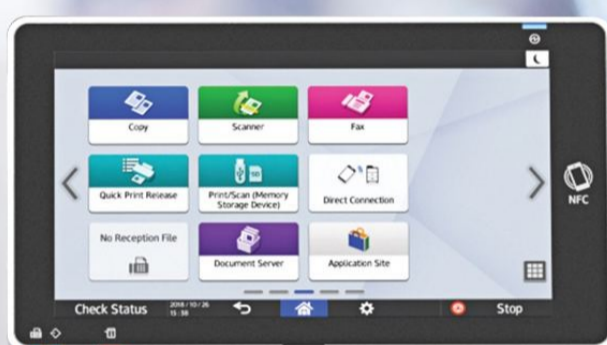 Copy
Scanner
Fax
Quick Print Release
Print/Scan (Memory
Storage Device)
Direct Connection
NFC
No Reception File
Document Server
Application Site
Check Status
2018/10/26
15:38
Stop